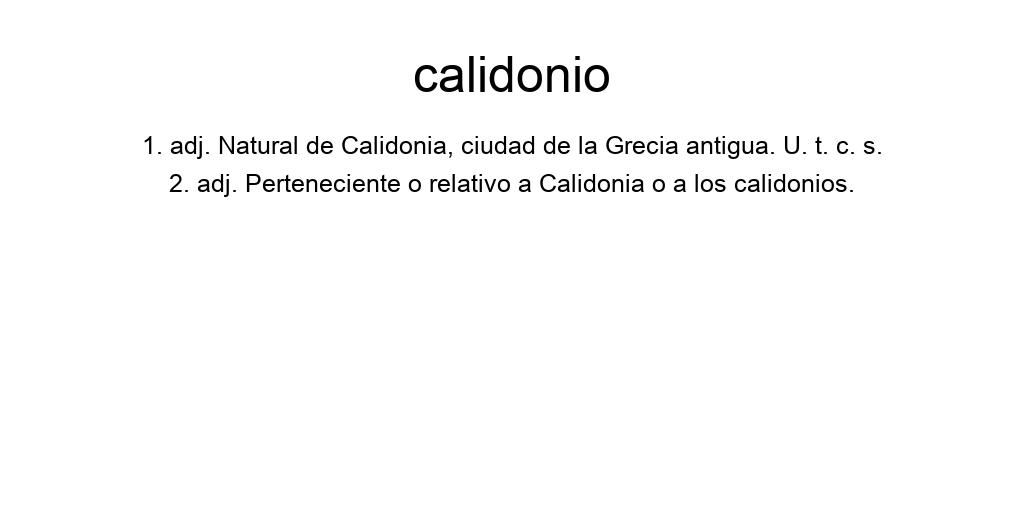 calidonio
1. adj. Natural de Calidonia, ciudad de la Grecia antigua. U. t. c. s.
2. adj. Perteneciente o relativo a Calidonia o a los calidonios.